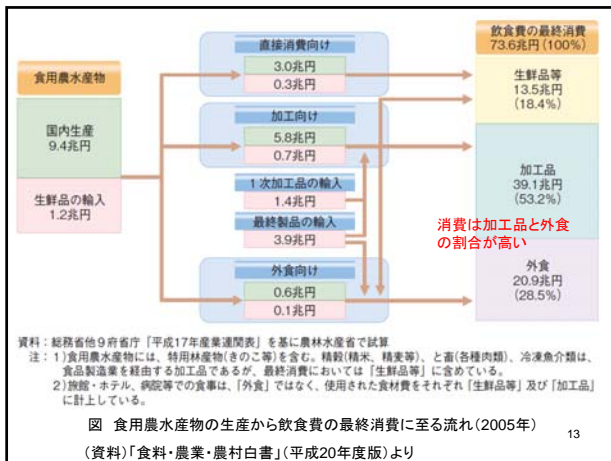 食用農水産物
国内生産
9.4兆円
生鮮品の輸入
1.2兆円
直接消費向け
3.0兆円
0.3兆円
加工向け
5.8兆円
0.7兆円
1次加工品の輸入
1.4兆円
最終製品の輸入
3.9兆円
外食向け
0.6兆円
0.1兆円
飲食費の最終消費
73.6兆円(100%)
生鮮品等
13.5兆円
(18.4%)
加工品
39.1兆円
(53.2%)
消費は加工品と外食
の割合が高い
外食
20.9兆円
(28.5%)
資料：総務省他９府省庁「平成17年産業連関表」を基に農林水産省で試算
注：1)食用農水産物には、特用林産物(きのこ等)を含む。精穀(精米、精麦等)、と畜(各種肉類)、冷凍魚介類は、
食品製造業を経由する加工品であるが、最終消費においては「生鮮品等」に含めている。
2)旅館・ホテル、病院等での食事は、「外食」ではなく、使用された食材費をそれぞれ「生鮮品等」及び「加工品」
に計上している。
図 食用農水産物の生産から飲食費の最終消費に至る流れ(2005年)
13
(資料)「食料・農業・農村白書」(平成20年度版)より